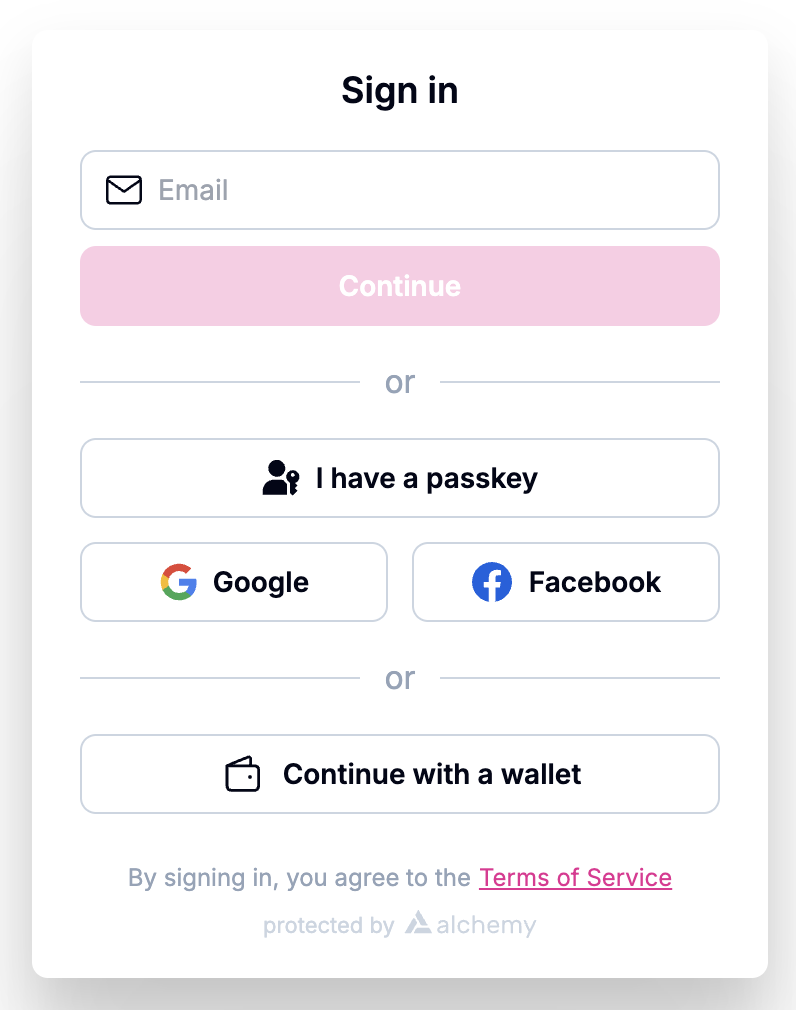 Sign in
Email
Continue
or
I have a passkey
Google
Facebook
or
Continue with a wallet
By signing in, you agree to the Terms of Service
protected by alchemy